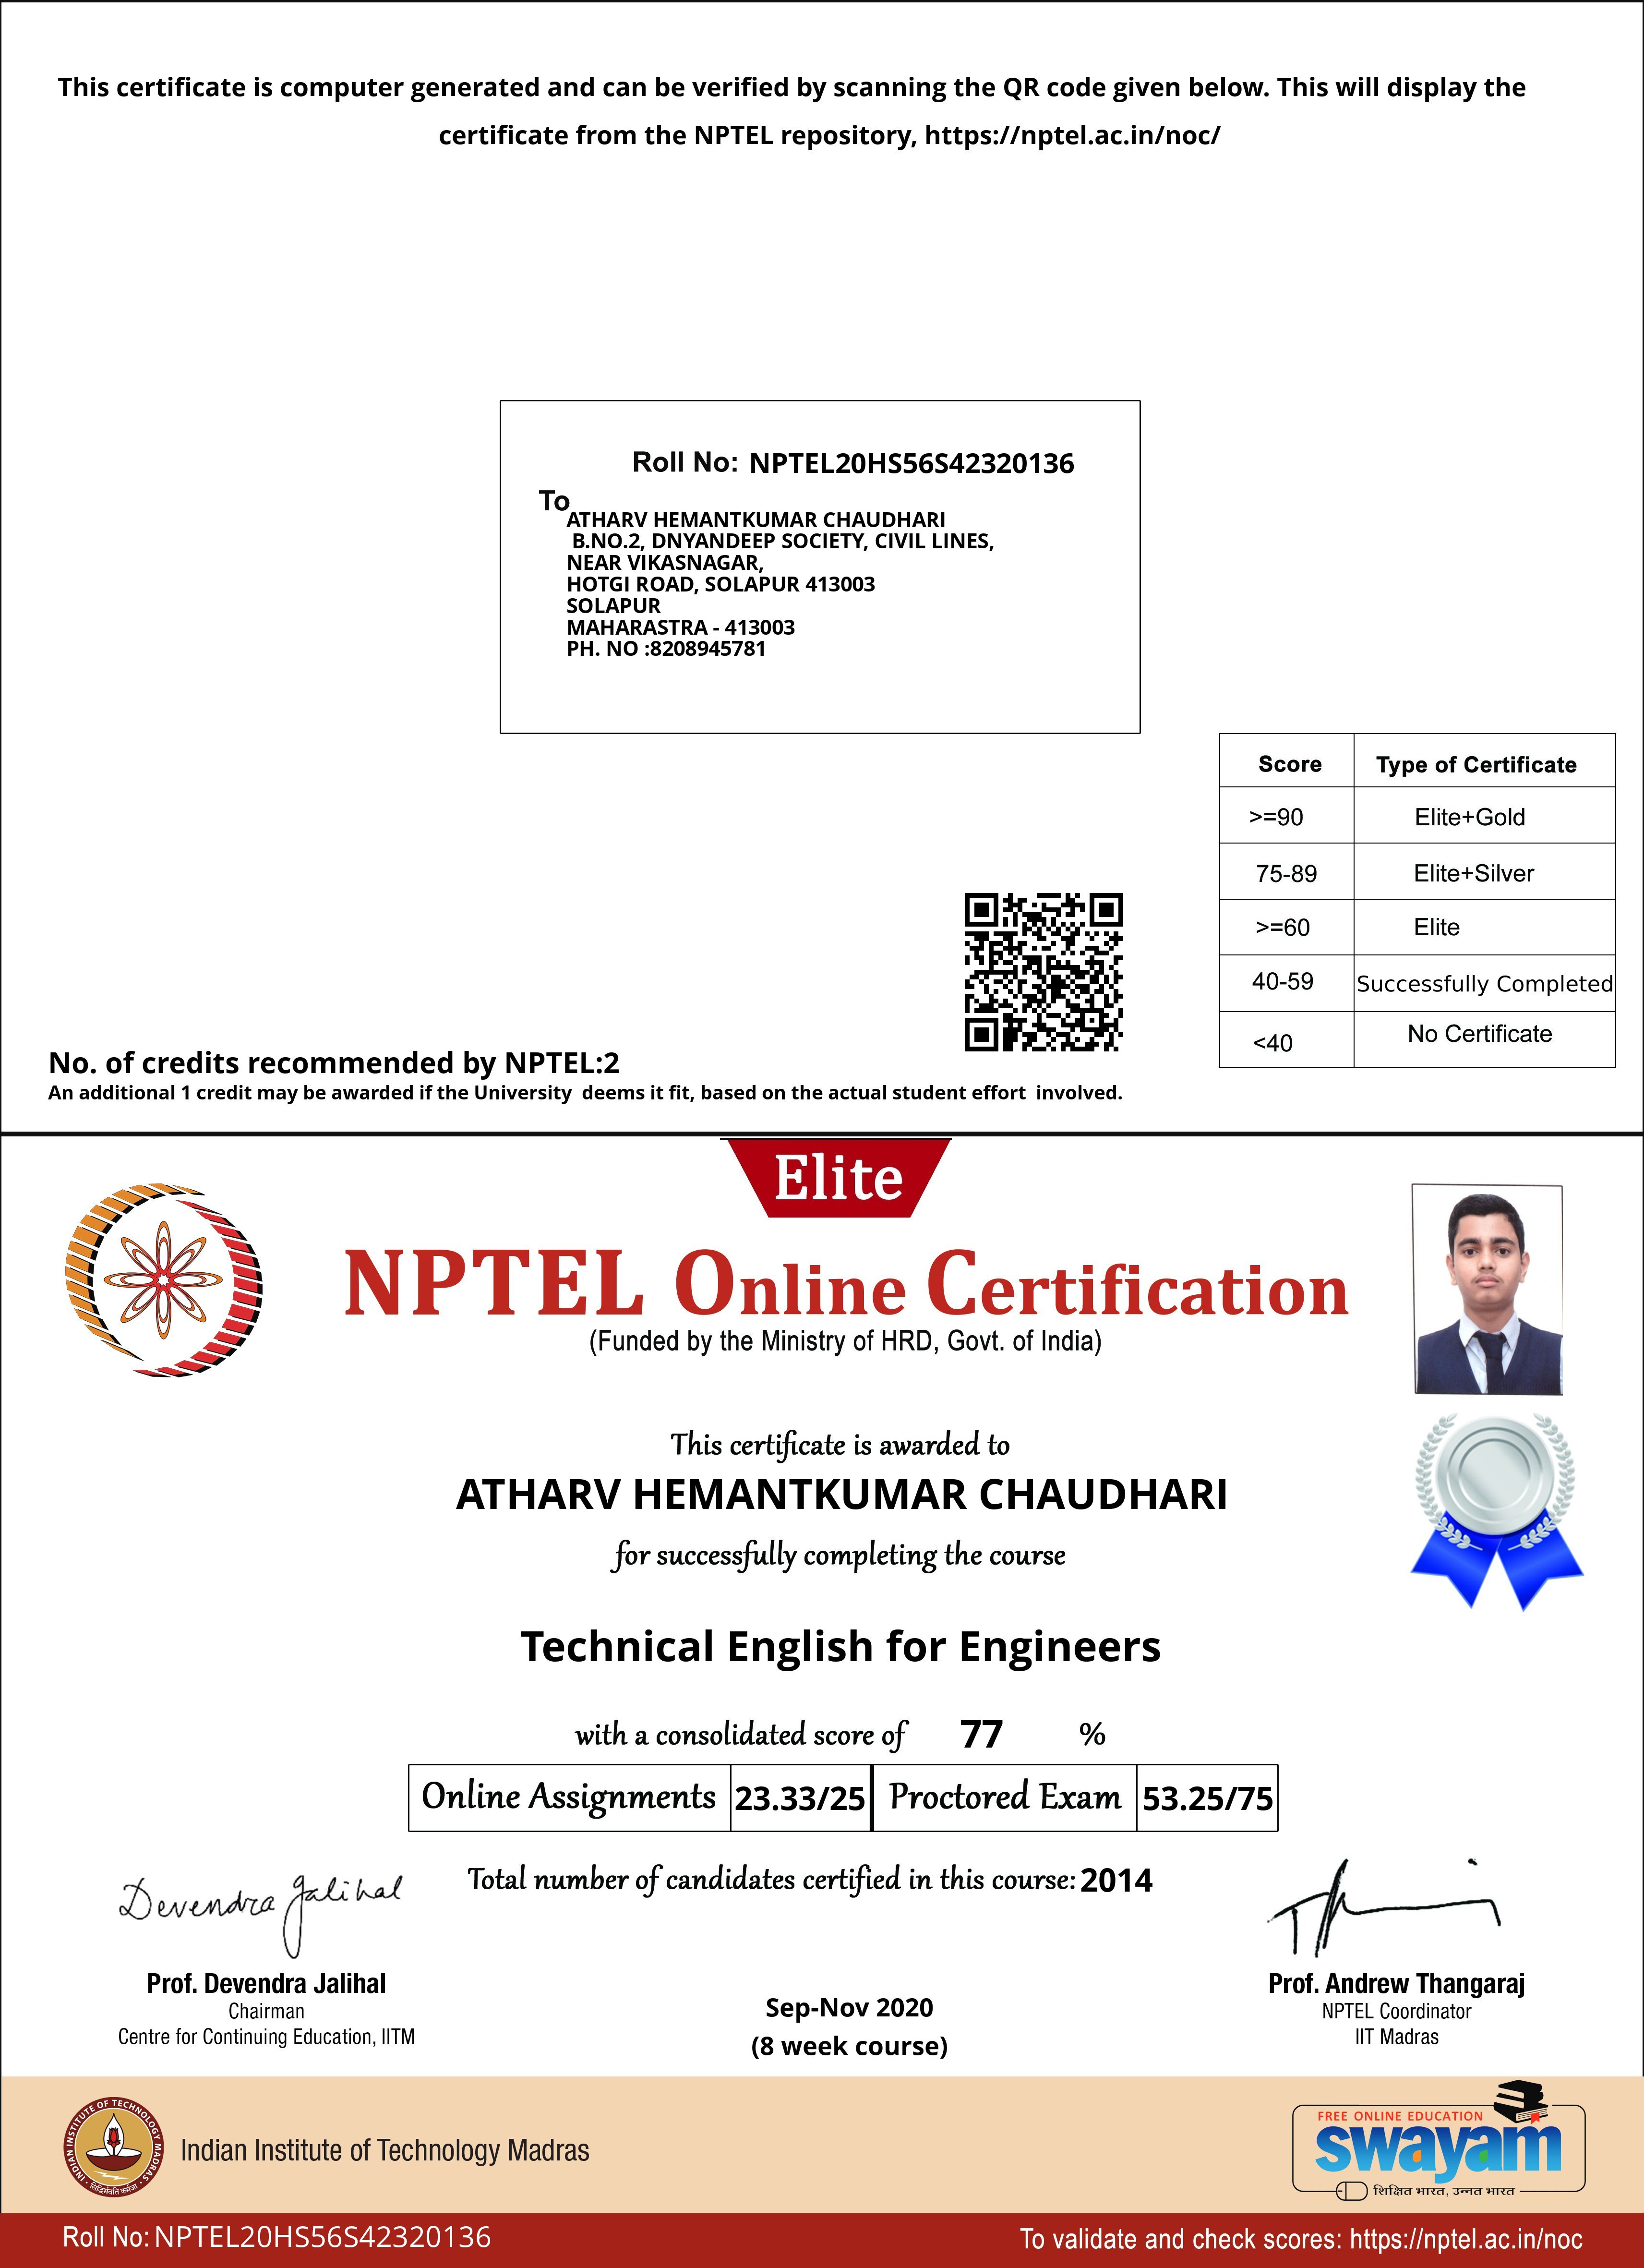 This certificate is computer generated and can be verified by scanning the QR code given below. This will display the
certificate from the NPTEL repository, https://nptel.ac.in/noc/
Roll No: NPTEL20HS56S42320136
To
ATHARV HEMANTKUMAR CHAUDHARI
B.NO.2, DNYANDEEP SOCIETY, CIVIL LINES,
NEAR VIKASNAGAR,
HOTGI ROAD, SOLAPUR 413003
SOLAPUR
MAHARASTRA - 413003
PH. NO :8208945781
Score Type of Certificate
>=90 Elite+Gold
75-89 Elite+Silver
>=60 Elite
40-59 Successfully Completed
<40 No Certificate
No. of credits recommended by NPTEL:2
An additional 1 credit may be awarded if the University deems it fit, based on the actual student effort involved.
Elite
NPTEL Online Certification
(Funded by the Ministry of HRD, Govt. of India)
This certificate is awarded to
ATHARV HEMANTKUMAR CHAUDHARI
for successfully completing the course
Technical English for Engineers
with a consolidated score of 77 %
Online Assignments 23.33/25 Proctored Exam 53.25/75
Total number of candidates certified in this course: 2014
Devendra Jalihal
Prof. Devendra Jalihal
Chairman
Centre for Continuing Education, IITM
Sep-Nov 2020
(8 week course)
Prof. Andrew Thangaraj
NPTEL Coordinator
IIT Madras
INDIAN INSTITUTE OF TECHNOLOGY MADRAS
सिद्धिर्भवति कर्मजा
Indian Institute of Technology Madras
FREE ONLINE EDUCATION
swayam
शिक्षित भारत, उन्नत भारत
Roll No: NPTEL20HS56S42320136
To validate and check scores: https://nptel.ac.in/noc